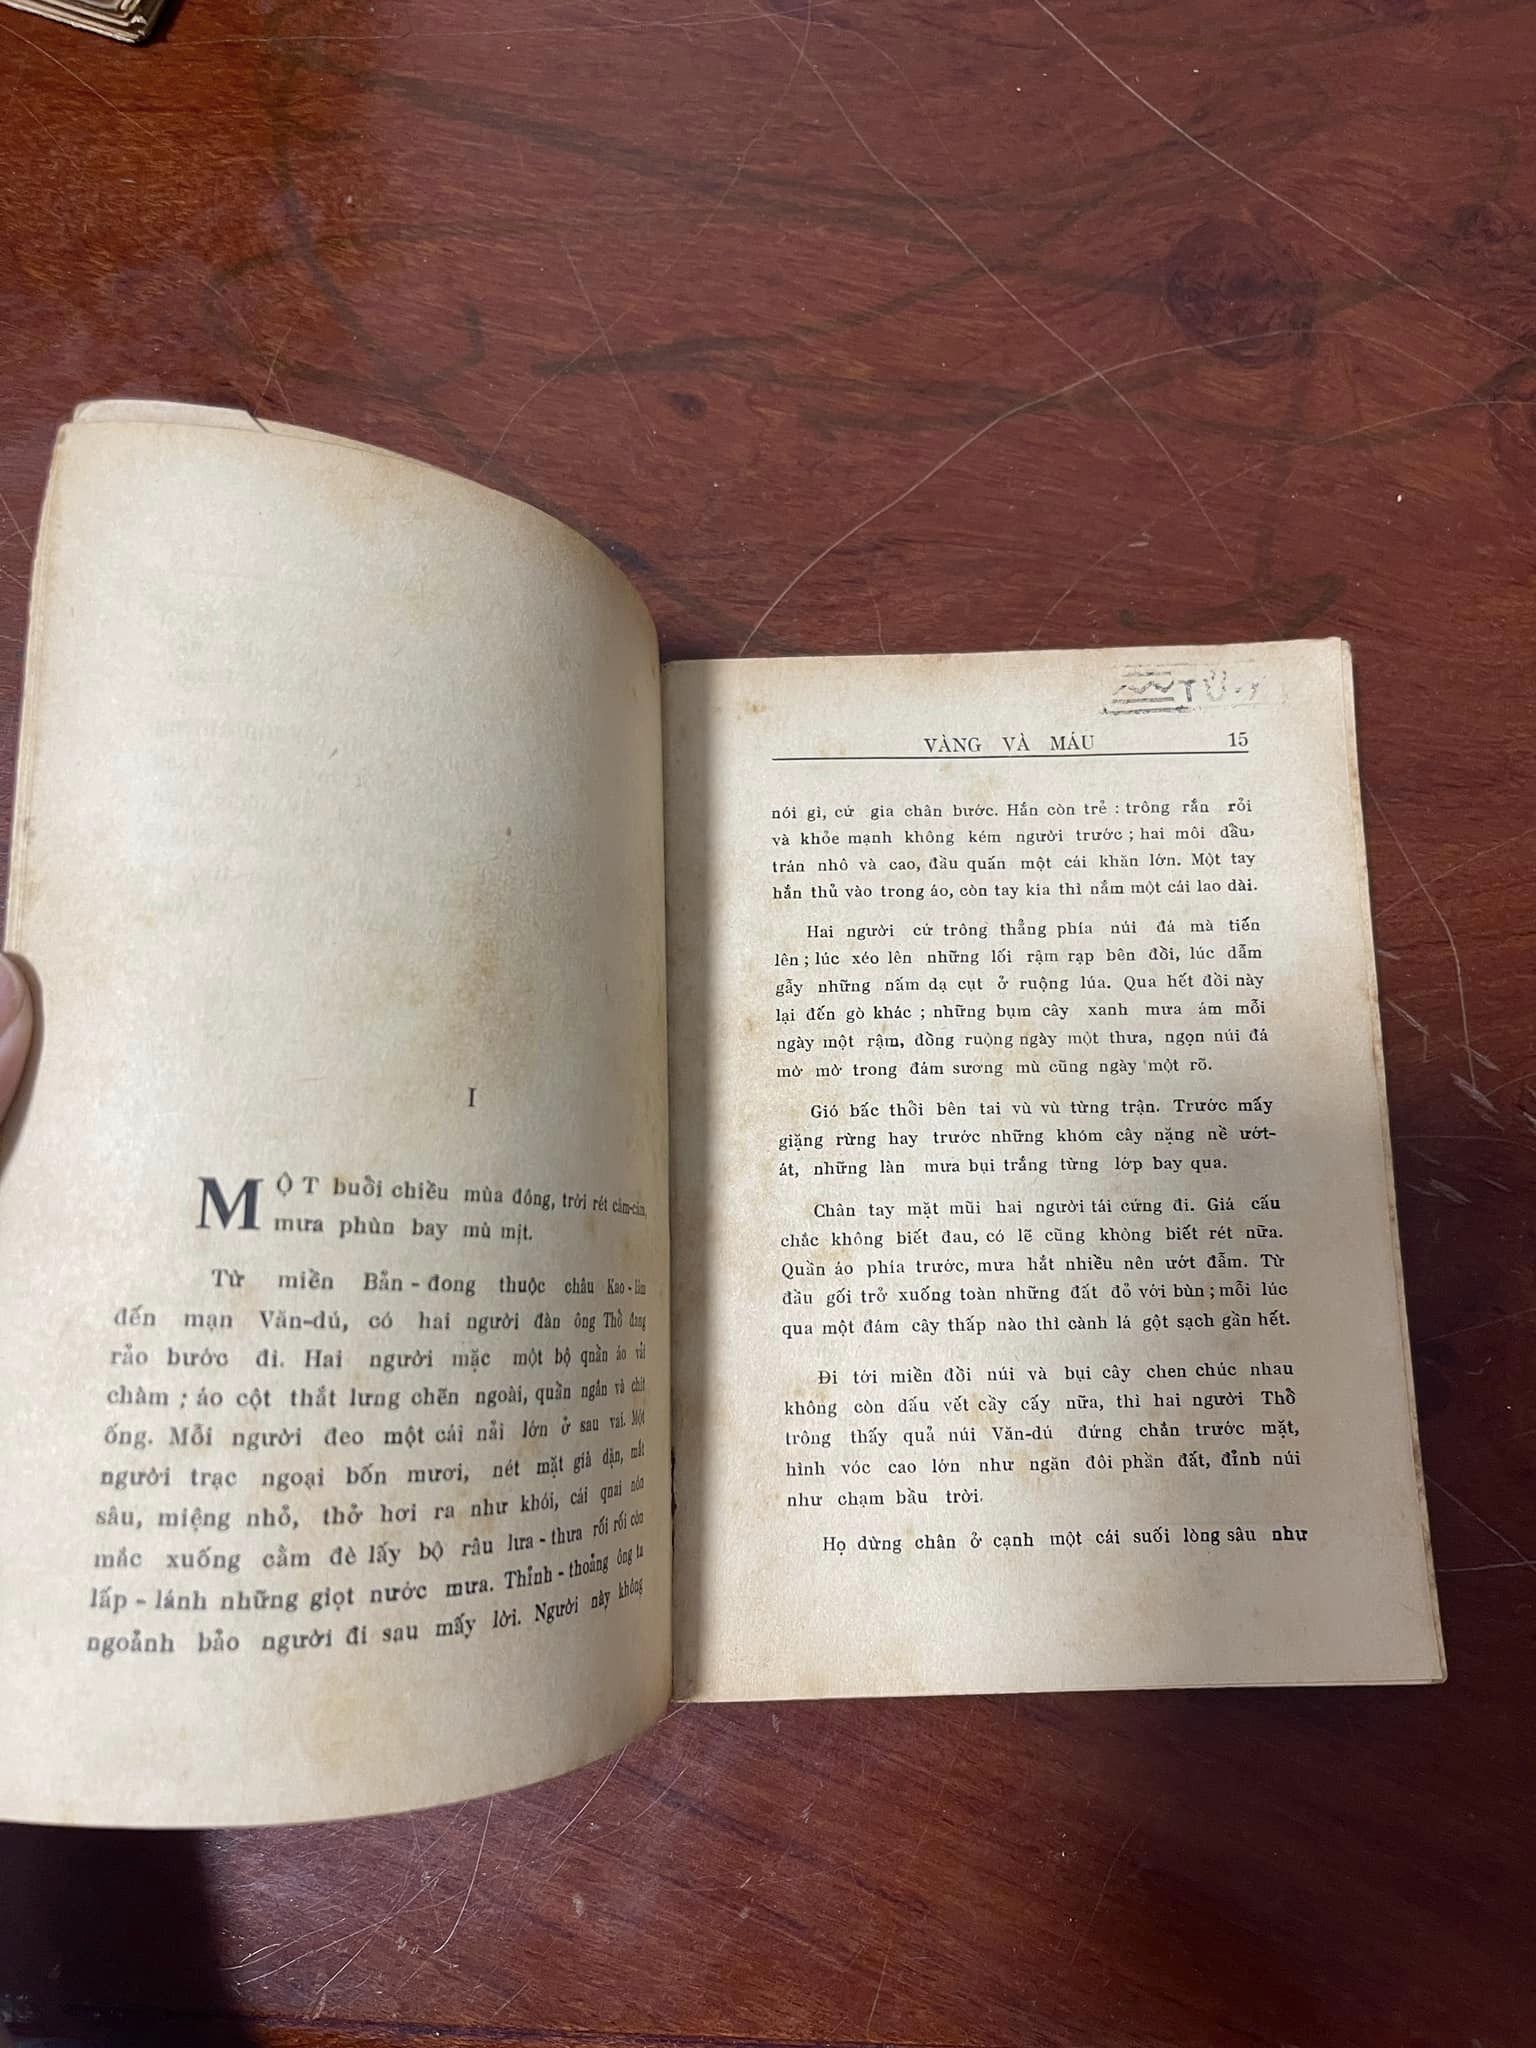 I
MỘT buổi chiều mùa đông, trời rét căm-căm,
mưa phùn bay mù mịt.
Từ miền Bản-đong thuộc châu Kao-lâm
đến mạn Văn-dú, có hai người đàn ông Thổ đang
rảo bước đi. Hai người mặc một bộ quần áo vải
chàm ; áo cột thắt lưng chẽn ngoài, quần ngắn và chít
ống. Mỗi người đeo một cái nải lớn ở sau vai. Một
người trạc ngoại bốn mươi, nét mặt già dặn, mắt
sâu, miệng nhỏ, thở hơi ra như khói, cái quai nón
mắc xuống cằm đè lấy bộ râu lưa-thưa rối rối còn
lấp-lánh những giọt nước mưa. Thỉnh-thoảng ông ta
ngoảnh bảo người đi sau mấy lời. Người này không
VÀNG VÀ MÁU 15
nói gì, cứ gia chân bước. Hắn còn trẻ : trông rắn rỏi
và khỏe mạnh không kém người trước ; hai môi dầu,
trán nhô và cao, đầu quấn một cái khăn lớn. Một tay
hắn thủ vào trong áo, còn tay kia thì nắm một cái lao dài.
Hai người cứ trông thẳng phía núi đá mà tiến
lên ; lúc xéo lên những lối rậm rạp bên đồi, lúc dẫm
gẫy những nấm dạ cụt ở ruộng lúa. Qua hết đồi này
lại đến gò khác ; những bụm cây xanh mưa ám mỗi
ngày một rậm, đồng ruộng ngày một thưa, ngọn núi đá
mờ mờ trong đám sương mù cũng ngày một rõ.
Gió bấc thổi bên tai vù vù từng trận. Trước mấy
giặng rừng hay trước những khóm cây nặng nề ướt-
át, những làn mưa bụi trắng từng lớp bay qua.
Chân tay mặt mũi hai người tái cứng đi. Giá cấu
chắc không biết đau, có lẽ cũng không biết rét nữa.
Quần áo phía trước, mưa hắt nhiều nên ướt đẫm. Từ
đầu gối trở xuống toàn những đất đỏ với bùn ; mỗi lúc
qua một đám cây thấp nào thì cành lá gột sạch gần hết.
Đi tới miền đồi núi và bụi cây chen chúc nhau
không còn dấu vết cầy cấy nữa, thì hai người Thổ
trông thấy quả núi Văn-dú đứng chắn trước mặt,
hình vóc cao lớn như ngăn đôi phần đất, đỉnh núi
như chạm bầu trời.
Họ dừng chân ở cạnh một cái suối lòng sâu như